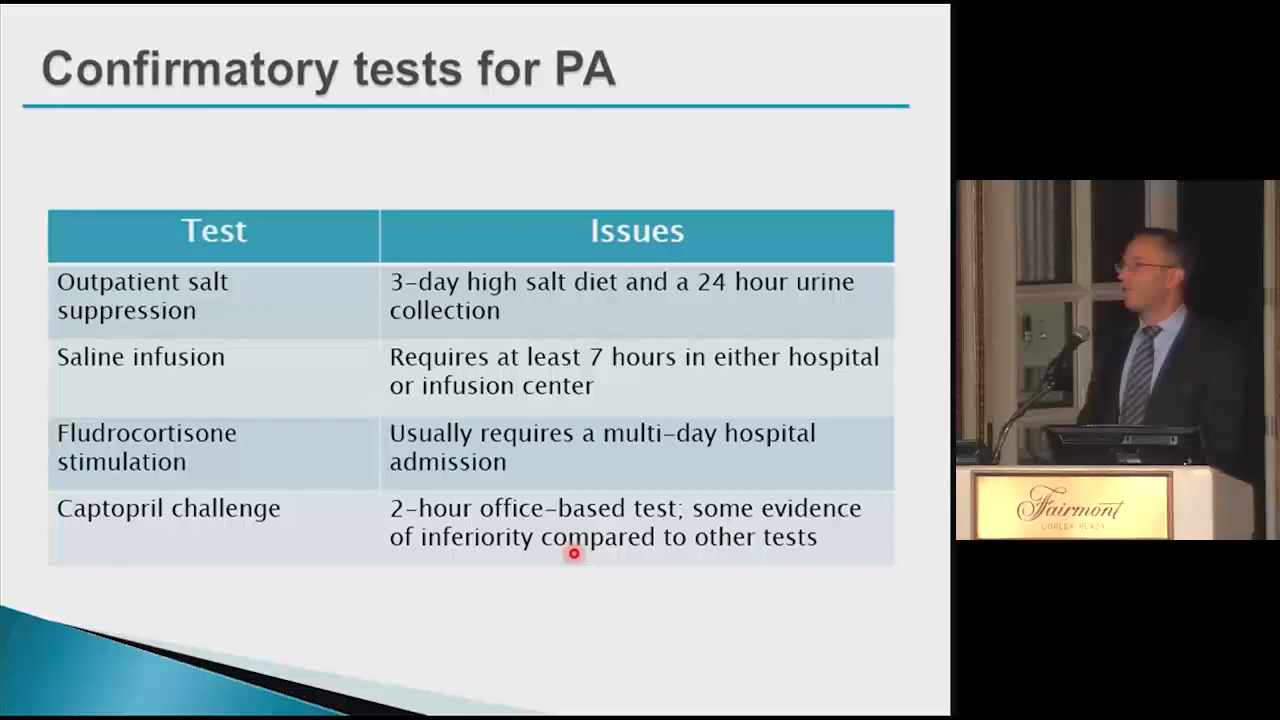 Confirmatory tests for PA
Test
Issues
Outpatient salt
suppression
3-day high salt diet and a 24 hour urine
collection
Saline infusion
Requires at least 7 hours in either hospital
or infusion center
Fludrocortisone
stimulation
Usually requires a multi-day hospital
admission
Captopril challenge
2-hour office-based test; some evidence
of inferiority compared to other tests
Fairmont
COPLEY PLAZA